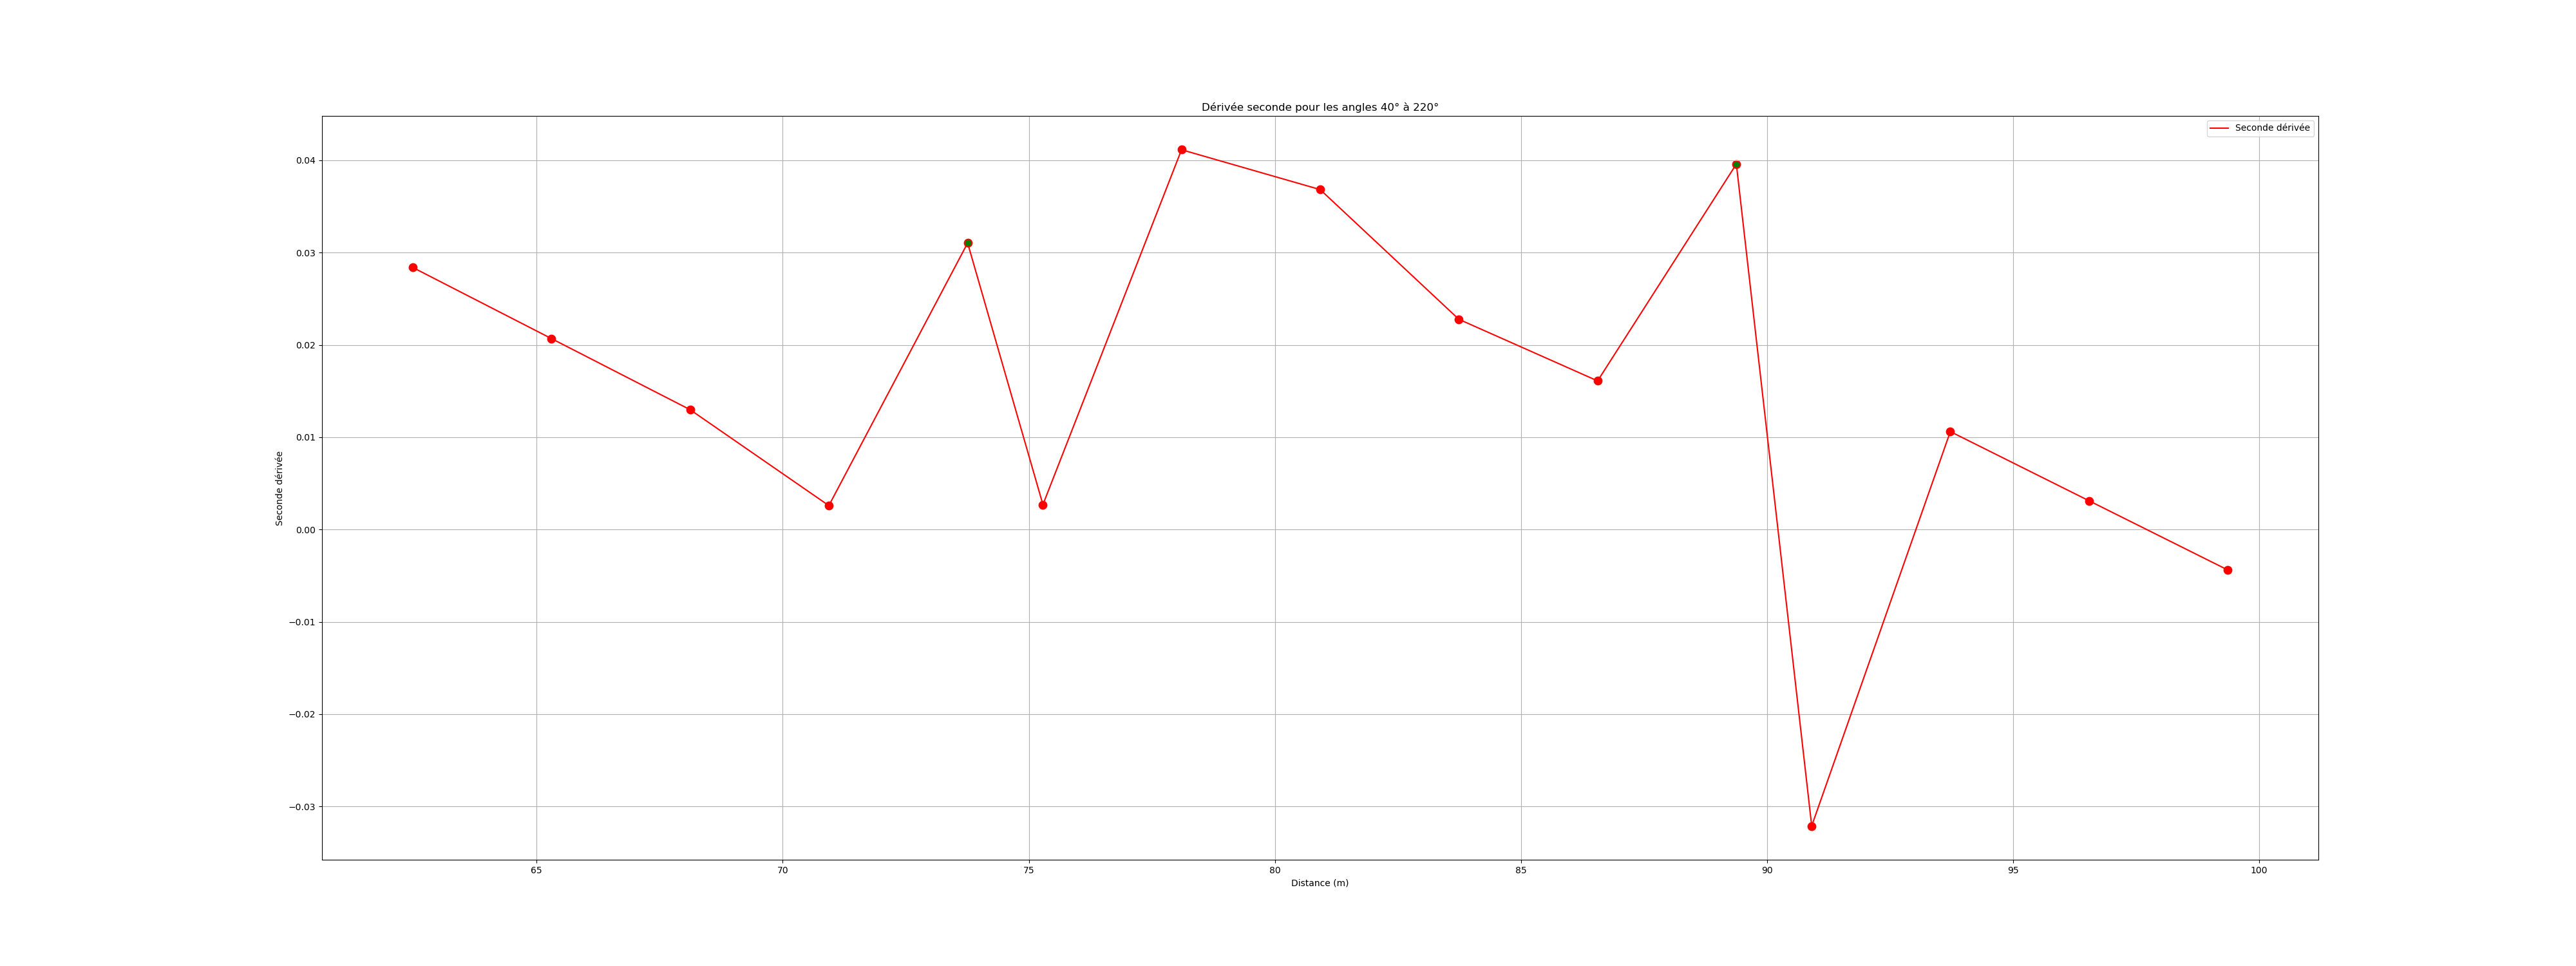 Dérivée seconde pour les angles 40° à 220°
Seconde dérivée
0.04
0.03
0.02
0.01
0.00
−0.01
−0.02
−0.03
Seconde dérivée
65 70 75 80 85 90 95 100
Distance (m)